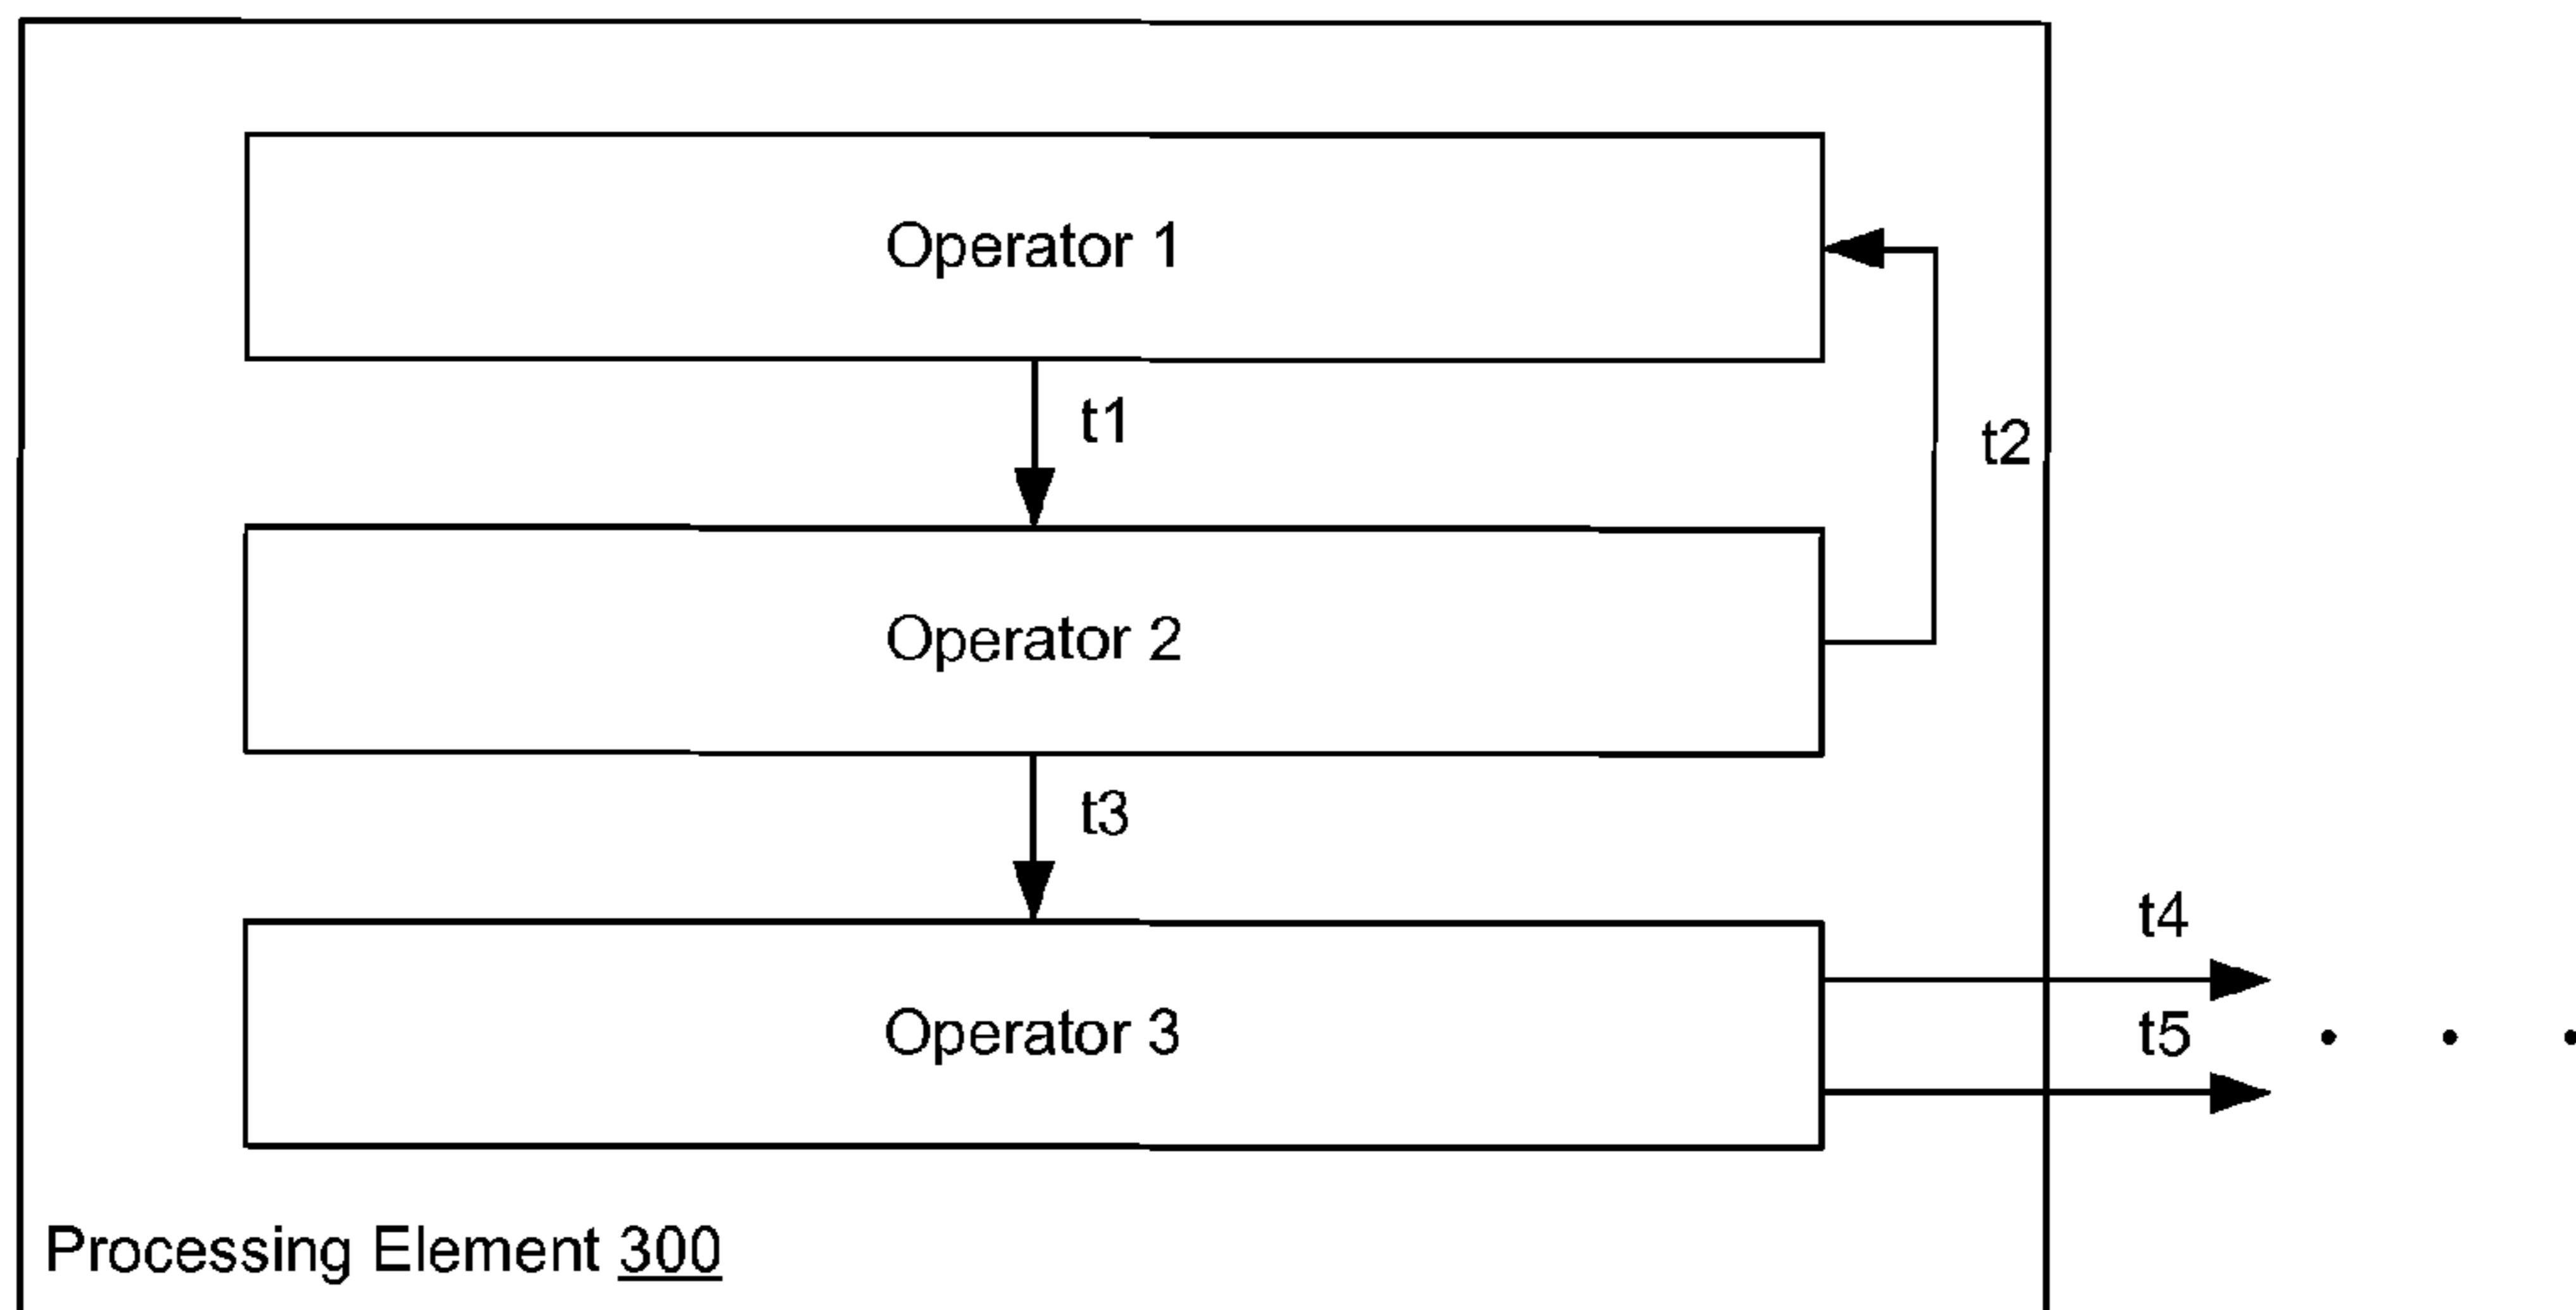 Operator 1
t1
t2
Operator 2
t3
t4
Operator 3
t5
Processing Element 300